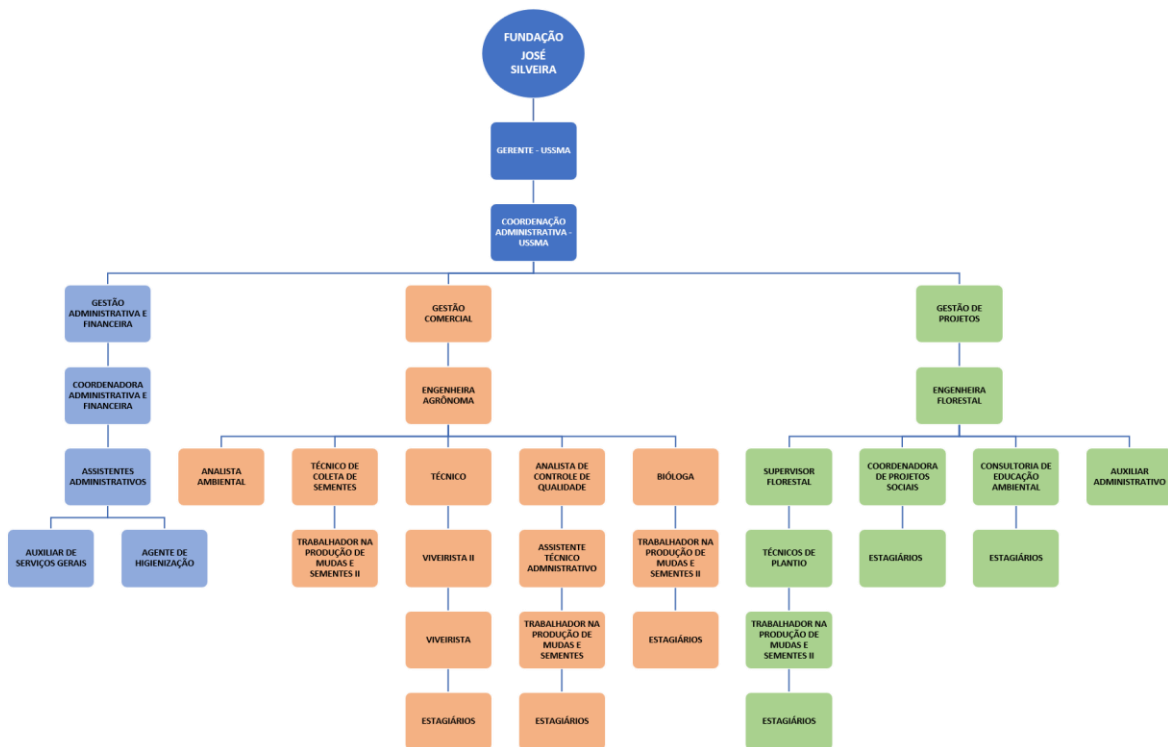 FUNDAÇÃO
JOSÉ
SILVEIRA
GERENTE - USSMA
COORDENAÇÃO
ADMINISTRATIVA -
USSMA
GESTÃO
ADMINISTRATIVA E
FINANCEIRA
GESTÃO
COMERCIAL
GESTÃO DE
PROJETOS
COORDENADORA
ADMINISTRATIVA E
FINANCEIRA
ENGENHEIRA
AGRÔNOMA
ENGENHEIRA
FLORESTAL
ASSISTENTES
ADMINISTRATIVOS
ANALISTA
AMBIENTAL
TÉCNICO DE
COLETA DE
SEMENTES
TÉCNICO
ANALISTA DE
CONTROLE DE
QUALIDADE
BIÓLOGA
SUPERVISOR
FLORESTAL
COORDENADORA
DE PROJETOS
SOCIAIS
CONSULTORIA DE
EDUCAÇÃO
AMBIENTAL
AUXILIAR
ADMINISTRATIVO
AUXILIAR DE
SERVIÇOS GERAIS
AGENTE DE
HIGIENIZAÇÃO
TRABALHADOR NA
PRODUÇÃO DE
MUDAS E
SEMENTES II
VIVEIRISTA II
ASSISTENTE
TÉCNICO
ADMNISTRATIVO
TRABALHADOR NA
PRODUÇÃO DE
MUDAS E
SEMENTES II
TÉCNICOS DE
PLANTIO
ESTAGIÁRIOS
ESTAGIÁRIOS
VIVEIRISTA
TRABALHADOR NA
PRODUÇÃO DE
MUDAS E
SEMENTES
ESTAGIÁRIOS
TRABALHADOR NA
PRODUÇÃO DE
MUDAS E
SEMENTES II
ESTAGIÁRIOS
ESTAGIÁRIOS
ESTAGIÁRIOS